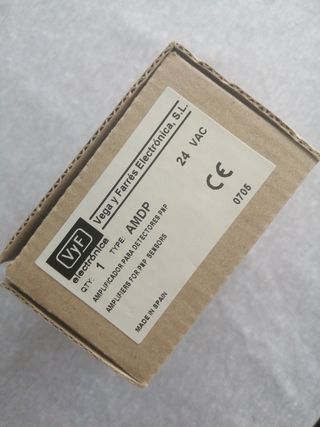 VyF
electrónica
Vega y Farrés Electrónica, S.L.
QTY: 1 TYPE: AMDP 24 VAC
AMPLIFICADOR PARA DETECTORES PNP
AMPLIFIERS FOR PNP SENSORS
CE
MADE IN SPAIN
0705